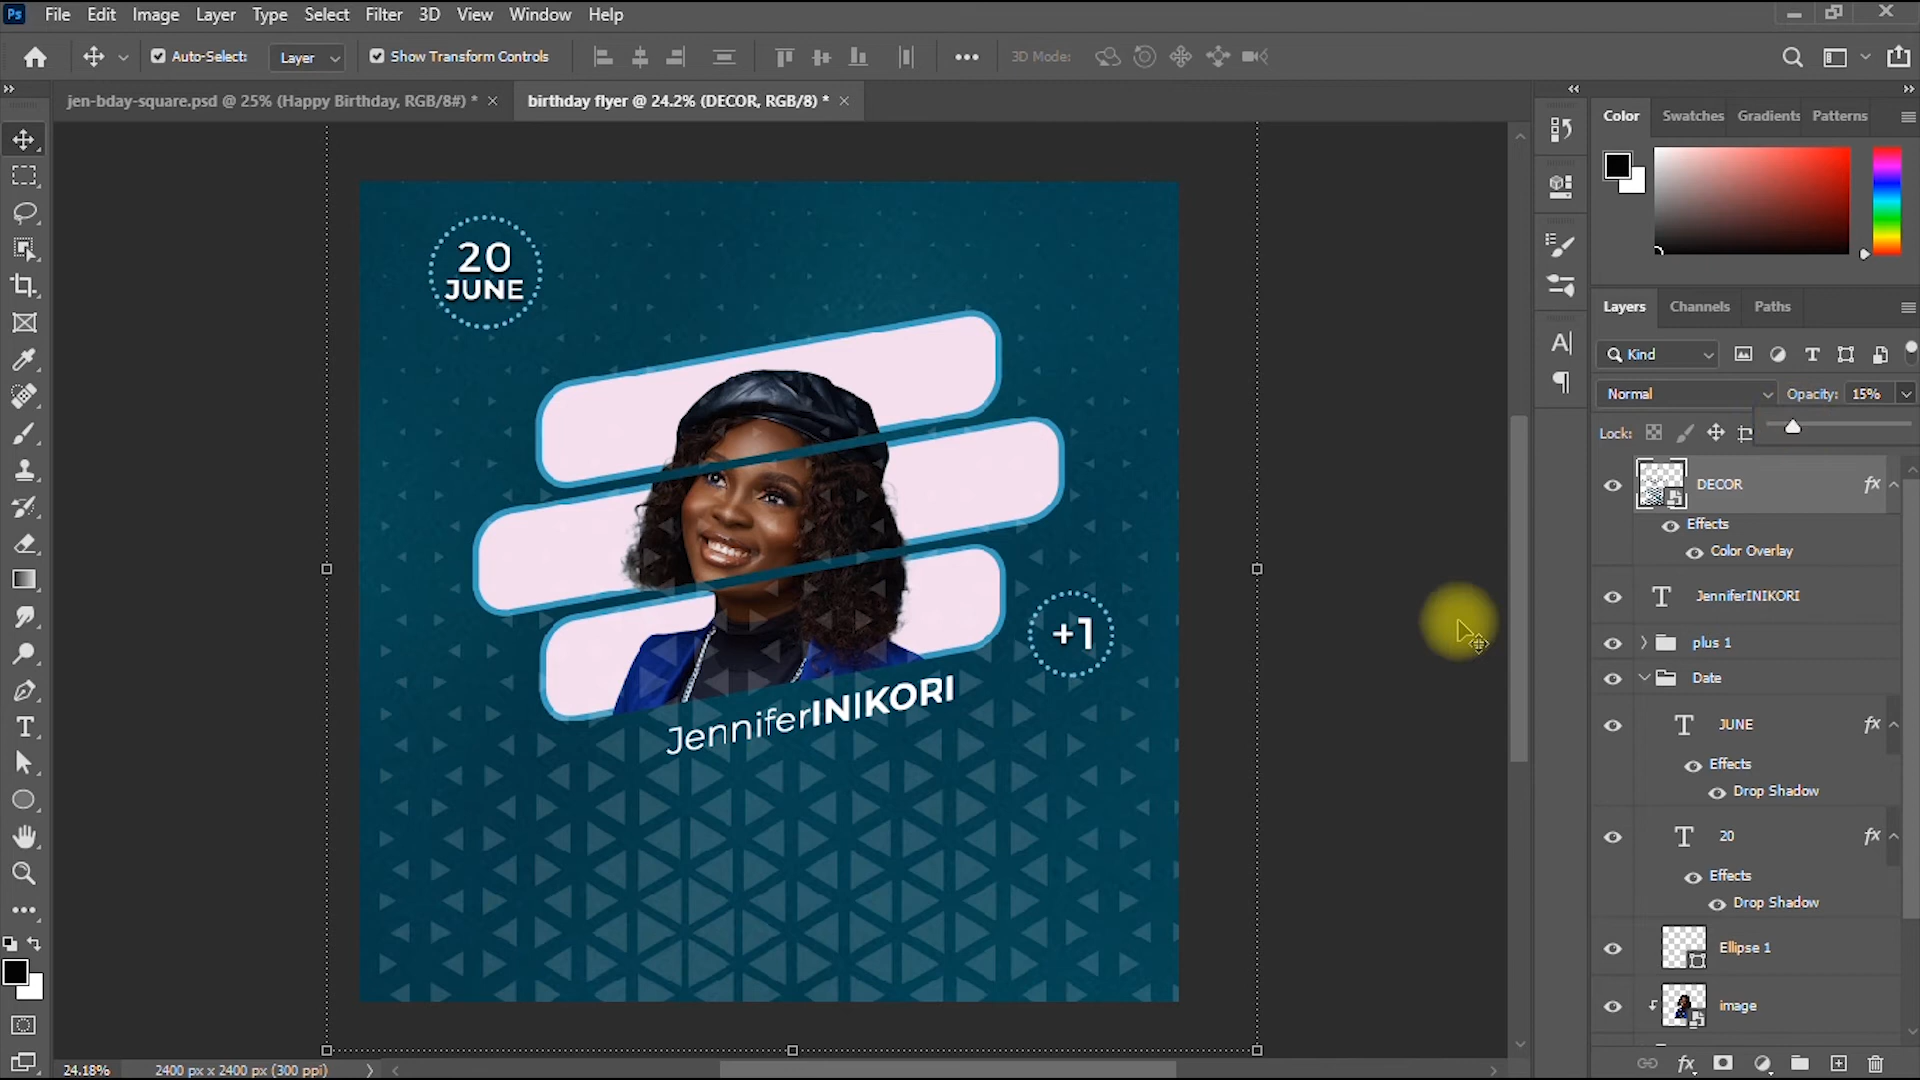 Ps File Edit Image Layer Type Select Filter 3D View Window Help
Auto-Select: Layer Show Transform Controls 3D Mode:
jen-bday-square.psd @ 25% (Happy Birthday, RGB/8#) * birthday flyer @ 24.2% (DECOR, RGB/8) *
Color Swatches Gradients Patterns
Layers Channels Paths
Kind
Normal Opacity: 15%
Lock:
DECOR fx
Effects
Color Overlay
JenniferINIKORI
plus 1
Date
JUNE fx
Effects
Drop Shadow
20 fx
Effects
Drop Shadow
Ellipse 1
image
20
JUNE
+1
JenniferINIKORI
24.18% 2400 px x 2400 px (300 ppi)